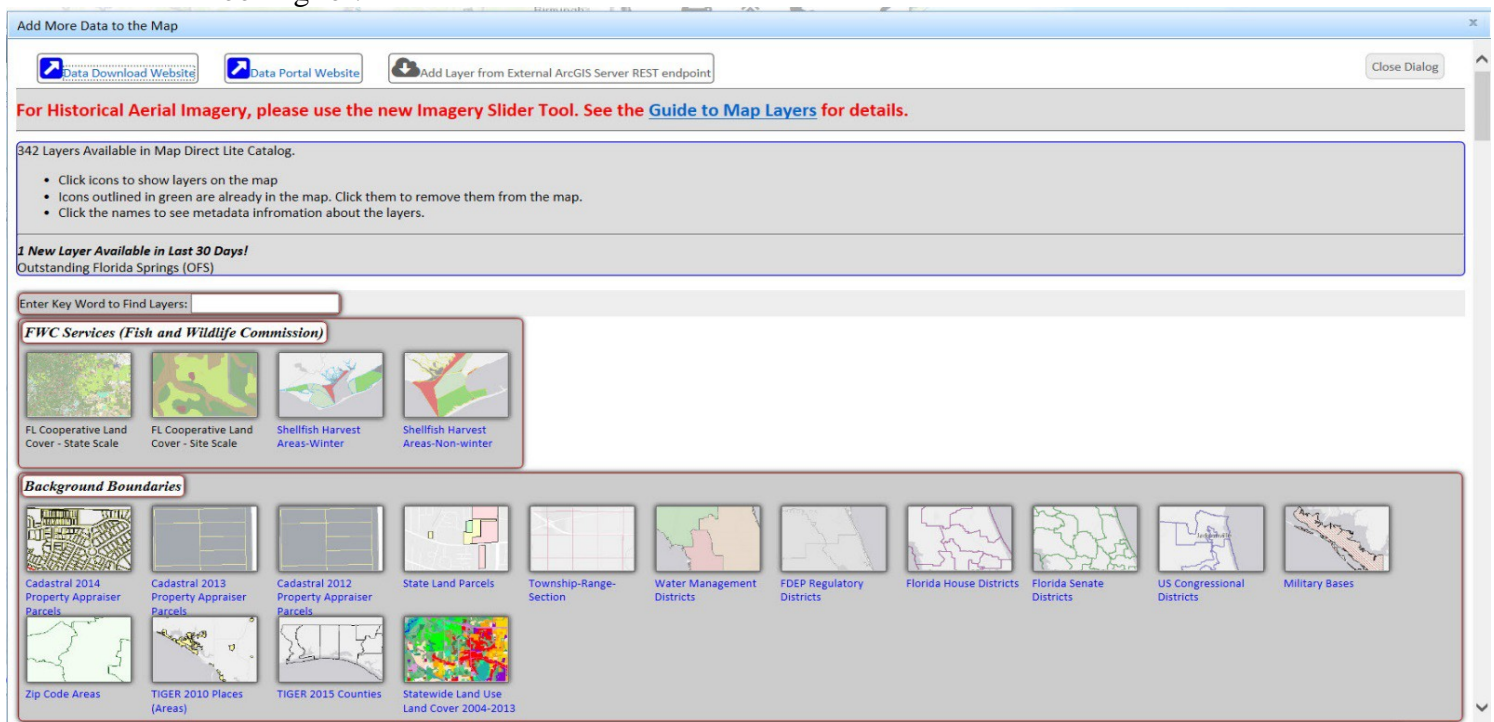 Add More Data to the Map
x
Data Download Website
Data Portal Website
Add Layer from External ArcGIS Server REST endpoint
Close Dialog
For Historical Aerial Imagery, please use the new Imagery Slider Tool. See the Guide to Map Layers for details.
342 Layers Available in Map Direct Lite Catalog.
• Click icons to show layers on the map
• Icons outlined in green are already in the map. Click them to remove them from the map.
• Click the names to see metadata infromation about the layers.
1 New Layer Available in Last 30 Days!
Outstanding Florida Springs (OFS)
Enter Key Word to Find Layers:
FWC Services (Fish and Wildlife Commission)
FL Cooperative Land
Cover - State Scale
FL Cooperative Land
Cover - Site Scale
Shellfish Harvest
Areas-Winter
Shellfish Harvest
Areas-Non-winter
Background Boundaries
Cadastral 2014
Property Appraiser
Parcels
Cadastral 2013
Property Appraiser
Parcels
Cadastral 2012
Property Appraiser
Parcels
State Land Parcels
Township-Range-
Section
Water Management
Districts
FDEP Regulatory
Districts
Florida House Districts
Florida Senate
Districts
US Congressional
Districts
Military Bases
Zip Code Areas
TIGER 2010 Places
(Areas)
TIGER 2015 Counties
Statewide Land Use
Land Cover 2004-2013